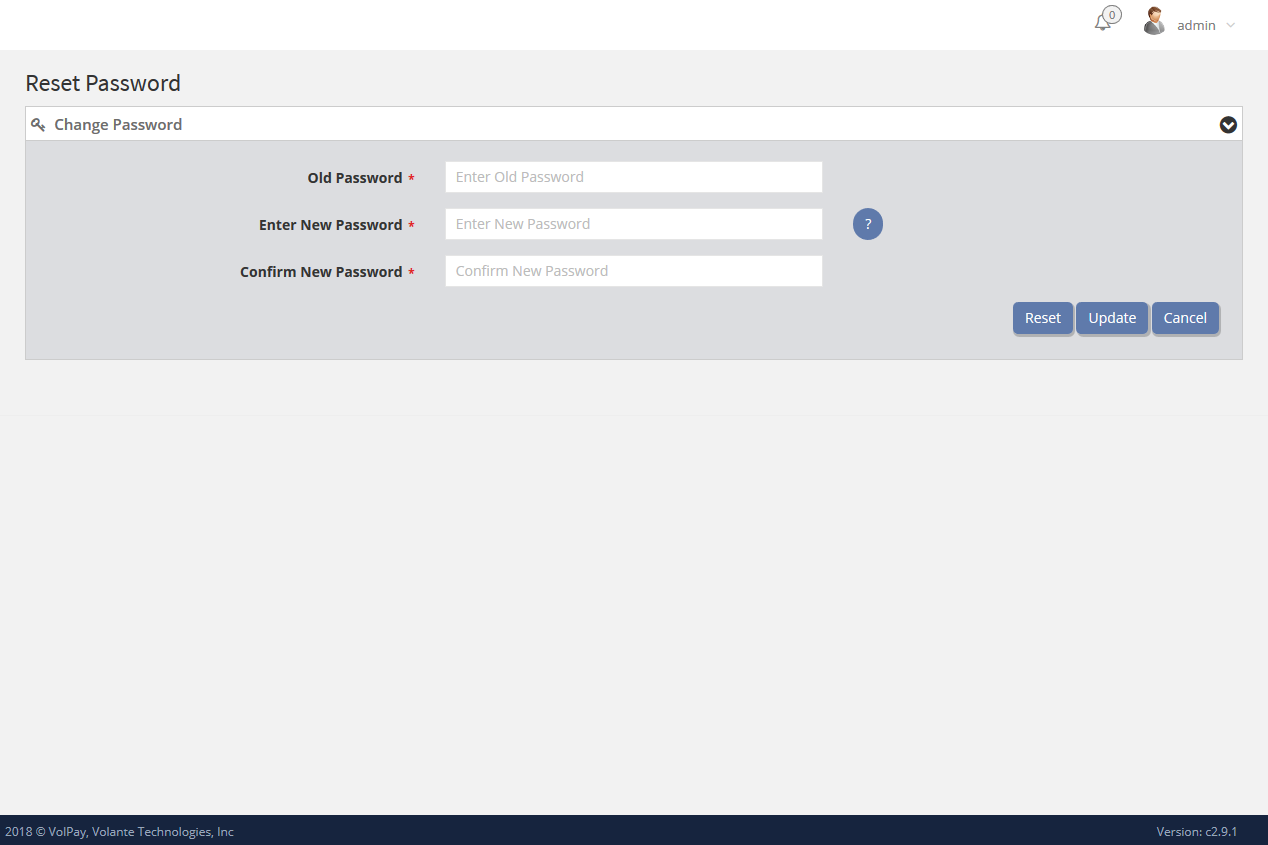 0
admin
Reset Password
Change Password
Old Password *
Enter Old Password
Enter New Password *
Enter New Password
?
Confirm New Password *
Confirm New Password
Reset
Update
Cancel
2018 © VolPay, Volante Technologies, Inc
Version: c2.9.1